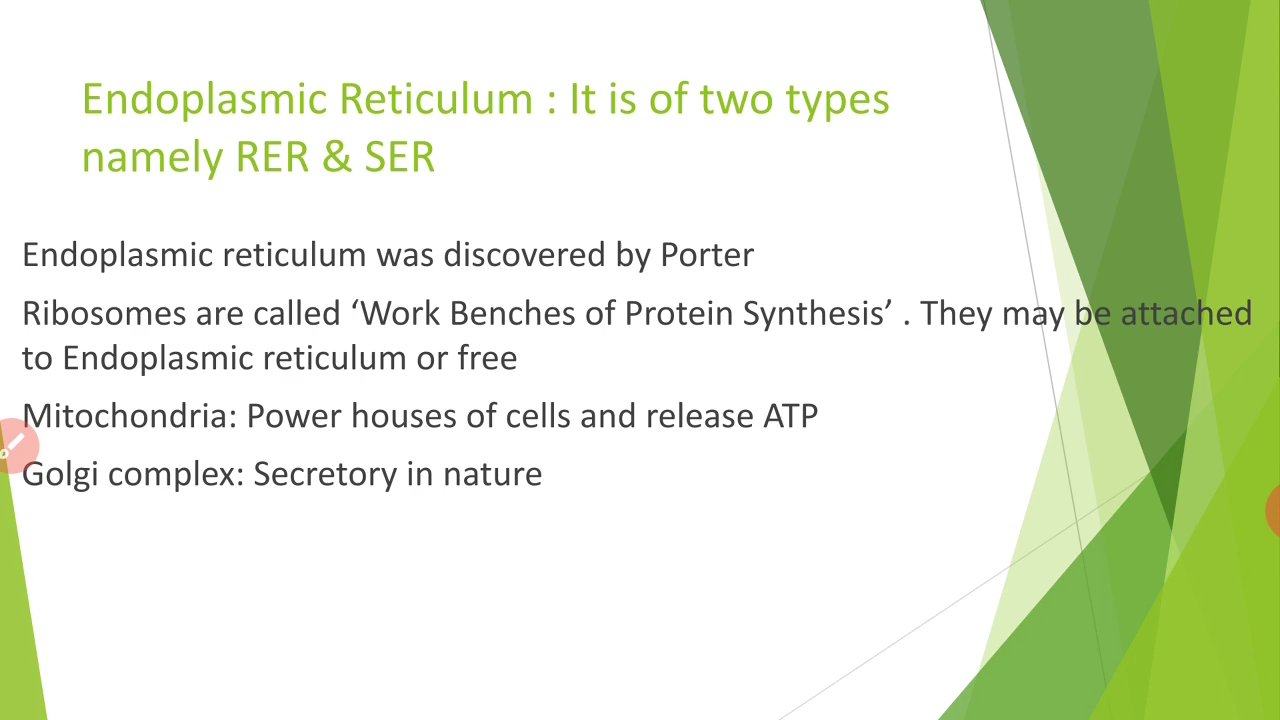 Endoplasmic Reticulum : It is of two types
namely RER & SER
Endoplasmic reticulum was discovered by Porter
Ribosomes are called ‘Work Benches of Protein Synthesis’ . They may be attached
to Endoplasmic reticulum or free
Mitochondria: Power houses of cells and release ATP
Golgi complex: Secretory in nature